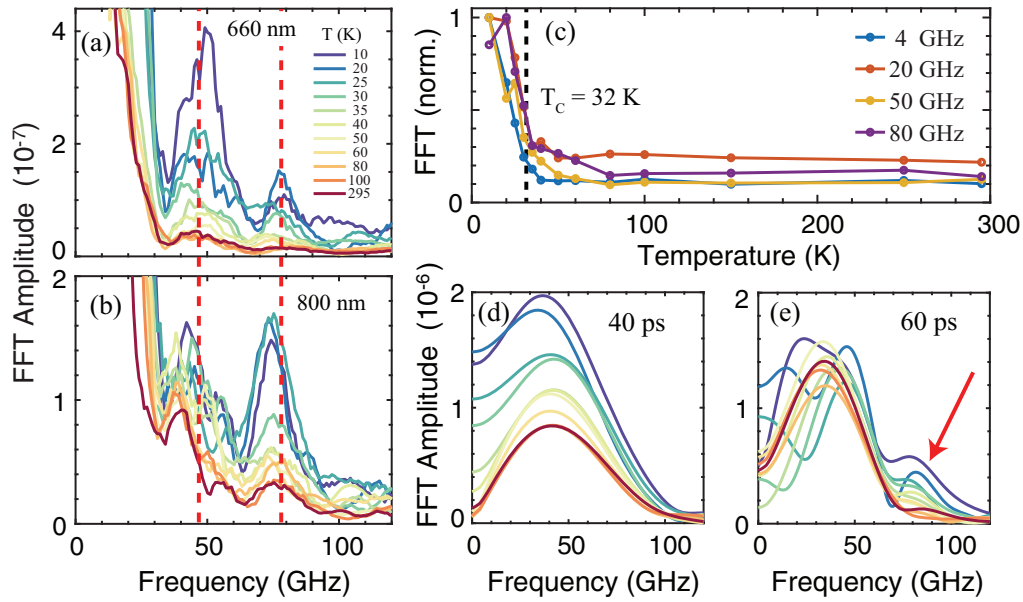 (a)
660 nm
T (K)
10
20
25
30
35
40
50
60
80
100
295
4
2
0
(b)
800 nm
2
1
0
0
50
100
Frequency (GHz)
FFT Amplitude (10-7)
(c)
1
0
FFT (norm.)
T_C = 32 K
4 GHz
20 GHz
50 GHz
80 GHz
0
100
200
300
Temperature (K)
(d)
40 ps
2
1
0
0
50
100
Frequency (GHz)
FFT Amplitude (10-6)
(e)
60 ps
2
1
0
0
50
100
Frequency (GHz)